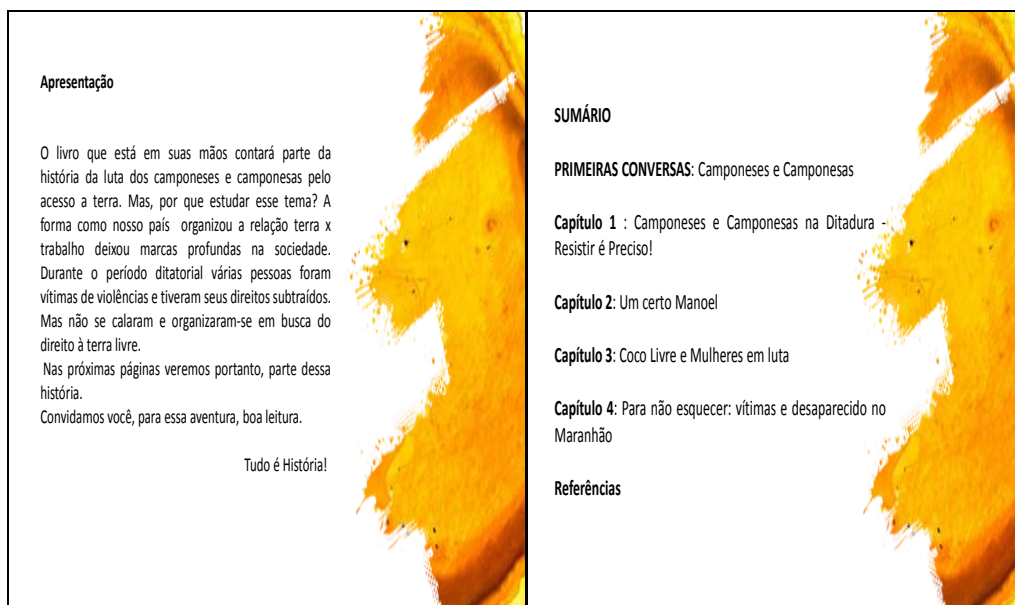 Apresentação
O livro que está em suas mãos contará parte da
história da luta dos camponeses e camponesas pelo
acesso a terra. Mas, por que estudar esse tema? A
forma como nosso país organizou a relação terra x
trabalho deixou marcas profundas na sociedade.
Durante o período ditatorial várias pessoas foram
vítimas de violências e tiveram seus direitos subtraídos.
Mas não se calaram e organizaram-se em busca do
direito à terra livre.
Nas próximas páginas veremos portanto, parte dessa
história.
Convidamos você, para essa aventura, boa leitura.
Tudo é História!
SUMÁRIO
PRIMEIRAS CONVERSAS: Camponeses e Camponesas
Capítulo 1 : Camponeses e Camponesas na Ditadura -
Resistir é Preciso!
Capítulo 2: Um certo Manoel
Capítulo 3: Coco Livre e Mulheres em luta
Capítulo 4: Para não esquecer: vítimas e desaparecido no
Maranhão
Referências